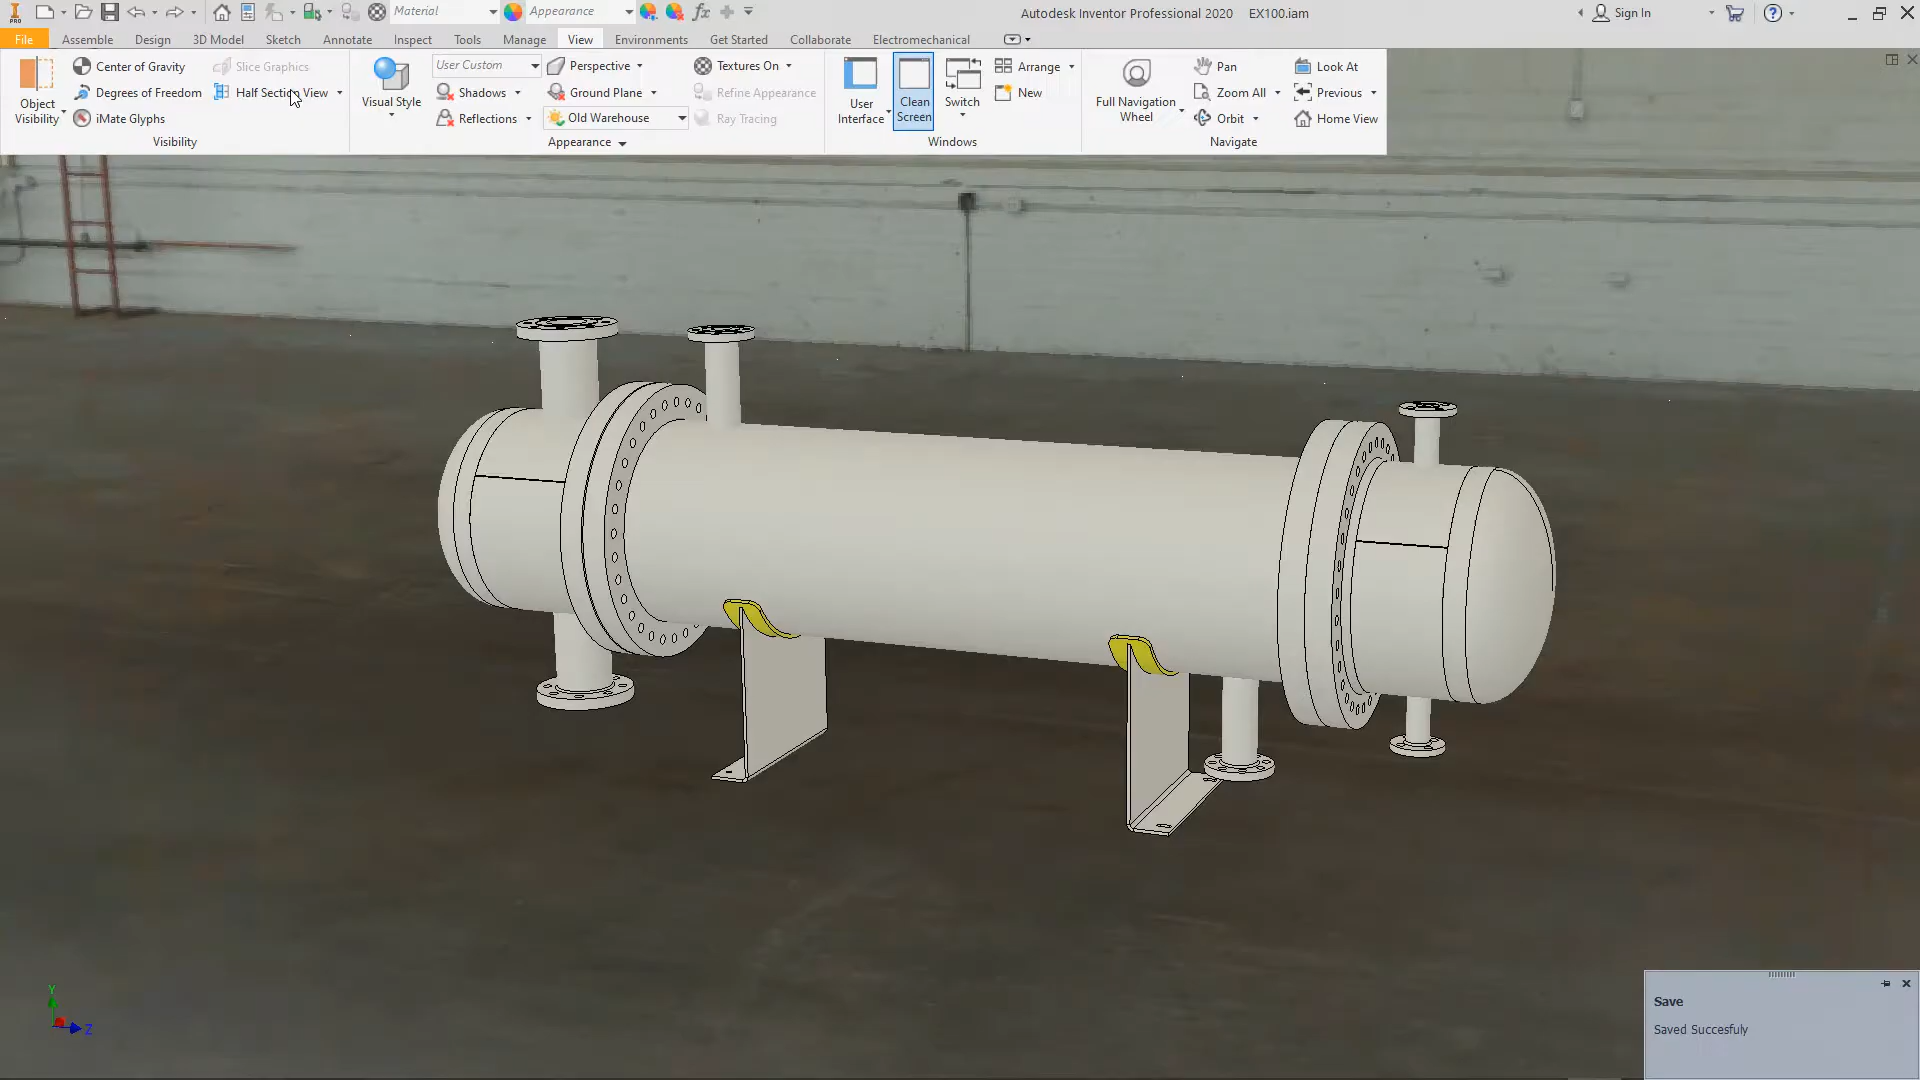 PRO
Material
Appearance
fx
Autodesk Inventor Professional 2020 EX100.iam
Sign In
File
Assemble
Design
3D Model
Sketch
Annotate
Inspect
Tools
Manage
View
Environments
Get Started
Collaborate
Electromechanical
Object
Visibility
Center of Gravity
Degrees of Freedom
iMate Glyphs
Slice Graphics
Half Section View
Visibility
Visual Style
User Custom
Shadows
Reflections
Perspective
Ground Plane
Old Warehouse
Textures On
Refine Appearance
Ray Tracing
Appearance
User
Interface
Clean
Screen
Switch
Arrange
New
Windows
Full Navigation
Wheel
Pan
Zoom All
Orbit
Look At
Previous
Home View
Navigate
Y
Z
Save
Saved Succesfuly